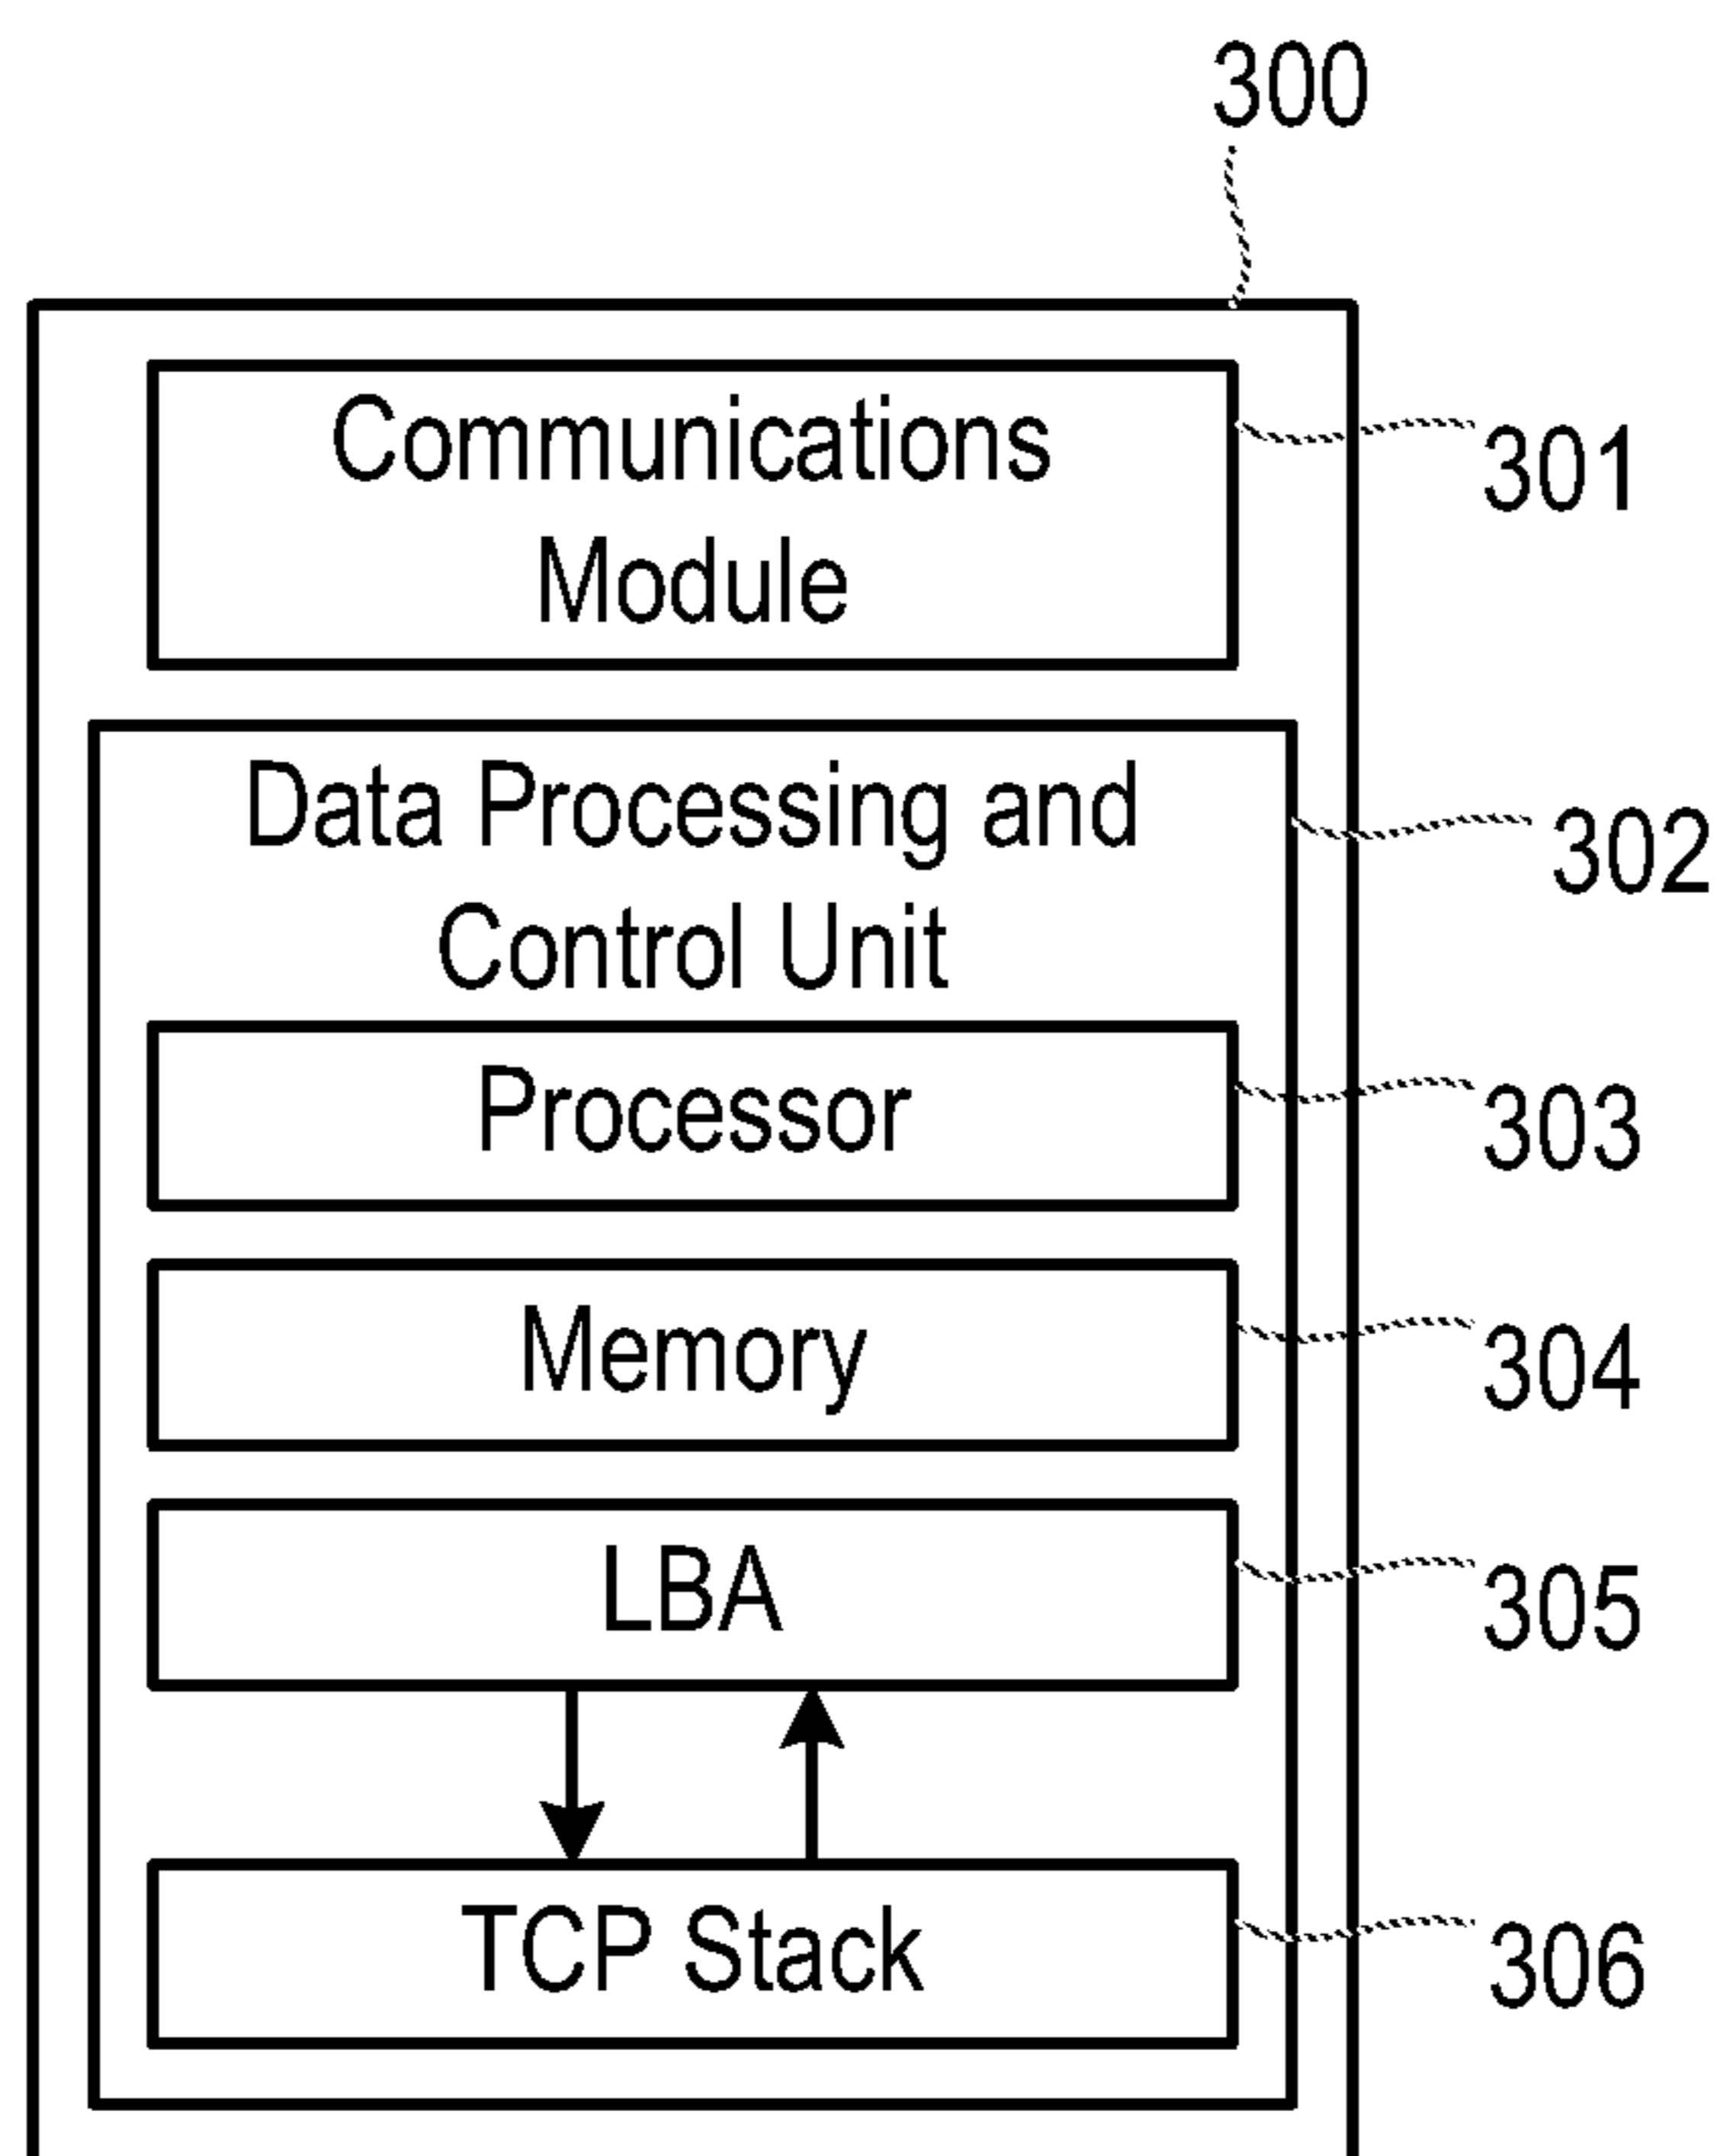 300
Communications
Module
301
Data Processing and
Control Unit
302
Processor
303
Memory
304
LBA
305
TCP Stack
306